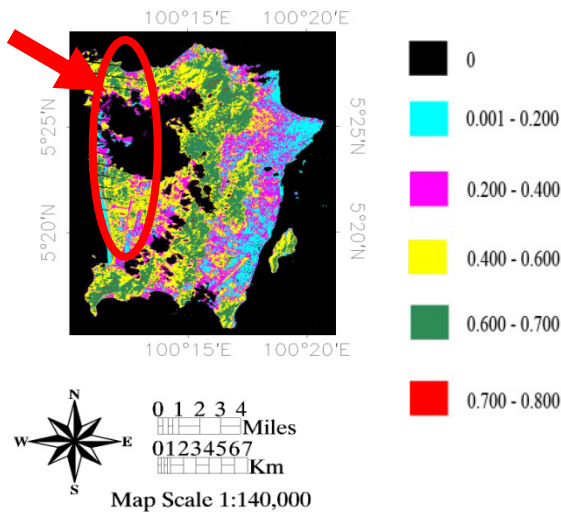 100°15'E 100°20'E
5°25'N 5°25'N
5°20'N 5°20'N
100°15'E 100°20'E
0
0.001 - 0.200
0.200 - 0.400
0.400 - 0.600
0.600 - 0.700
0.700 - 0.800
N
W E
S
0 1 2 3 4
Miles
01234567
Km
Map Scale 1:140,000